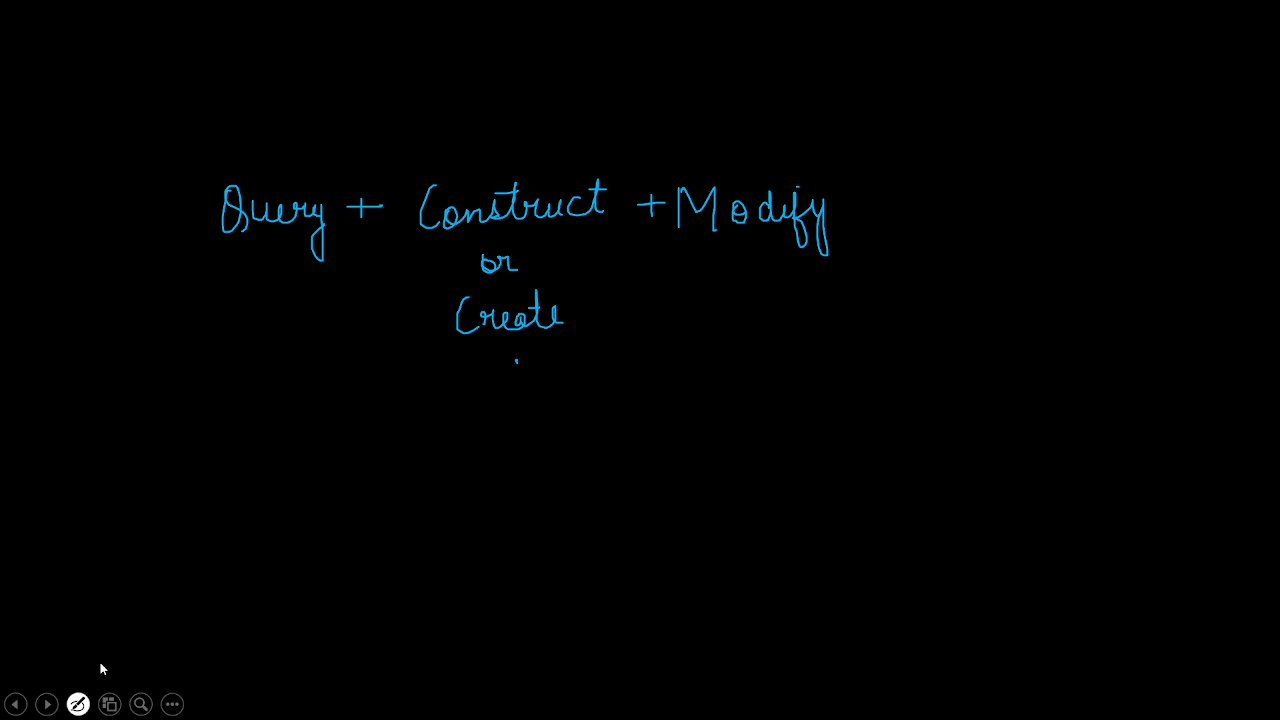 Query + Construct + Modify
or
Create